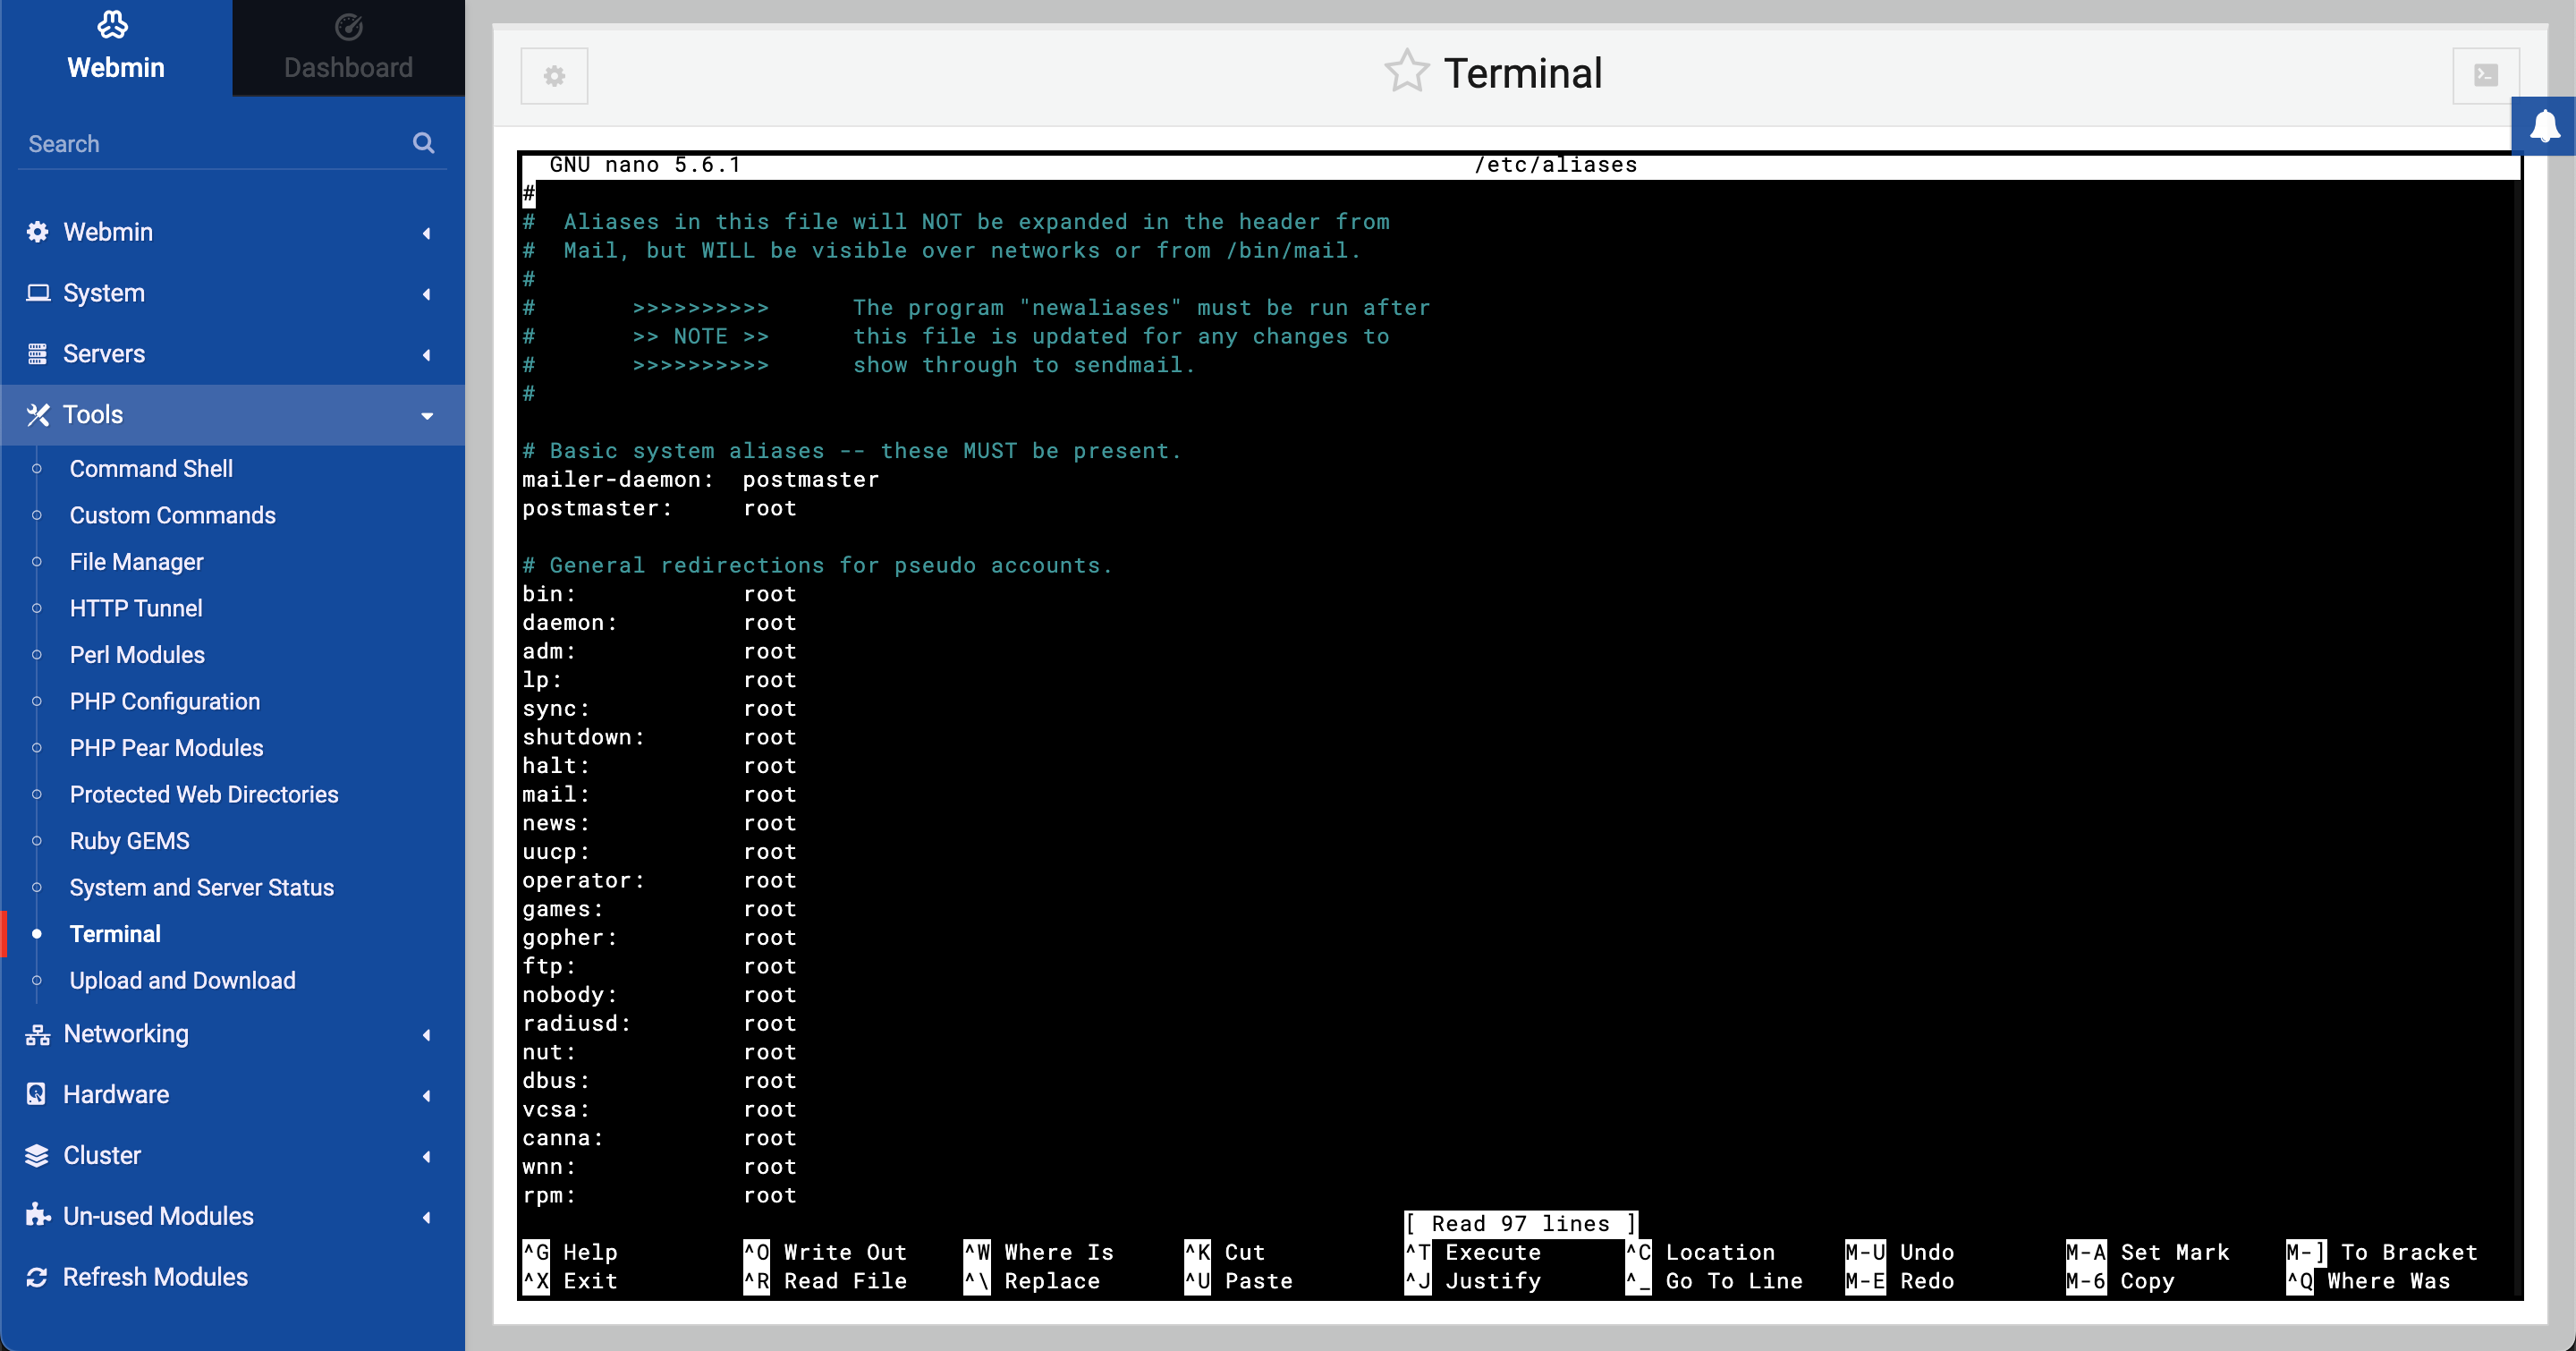 Webmin
Dashboard
Search
Webmin
System
Servers
Tools
Command Shell
Custom Commands
File Manager
HTTP Tunnel
Perl Modules
PHP Configuration
PHP Pear Modules
Protected Web Directories
Ruby GEMS
System and Server Status
Terminal
Upload and Download
Networking
Hardware
Cluster
Un-used Modules
Refresh Modules
Terminal
GNU nano 5.6.1 /etc/aliases
#
#  Aliases in this file will NOT be expanded in the header from
#  Mail, but WILL be visible over networks or from /bin/mail.
#
#       >>>>>>>>>>      The program "newaliases" must be run after
#       >> NOTE >>      this file is updated for any changes to
#       >>>>>>>>>>      show through to sendmail.
#
# Basic system aliases -- these MUST be present.
mailer-daemon:  postmaster
postmaster:     root
# General redirections for pseudo accounts.
bin:            root
daemon:         root
adm:            root
lp:             root
sync:           root
shutdown:       root
halt:           root
mail:           root
news:           root
uucp:           root
operator:       root
games:          root
gopher:         root
ftp:            root
nobody:         root
radiusd:        root
nut:            root
dbus:           root
vcsa:           root
canna:          root
wnn:            root
rpm:            root
[ Read 97 lines ]
^G Help ^O Write Out ^W Where Is ^K Cut ^T Execute ^C Location M-U Undo M-A Set Mark M-] To Bracket
^X Exit ^R Read File ^\ Replace ^U Paste ^J Justify ^_ Go To Line M-E Redo M-6 Copy ^Q Where Was